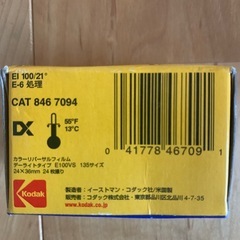 EI 100/21°
E-6 処理
CAT 846 7094
DX
55°F
13°C
0 41778 46709 1
カラーリバーサルフィルム
デーライトタイプ E100VS 135サイズ
24×36mm 24枚撮り
Kodak
製造者：イーストマン・コダック社/米国製
発売元：コダック株式会社・東京都品川区北品川 4-7-35
www.kodak.co.jp